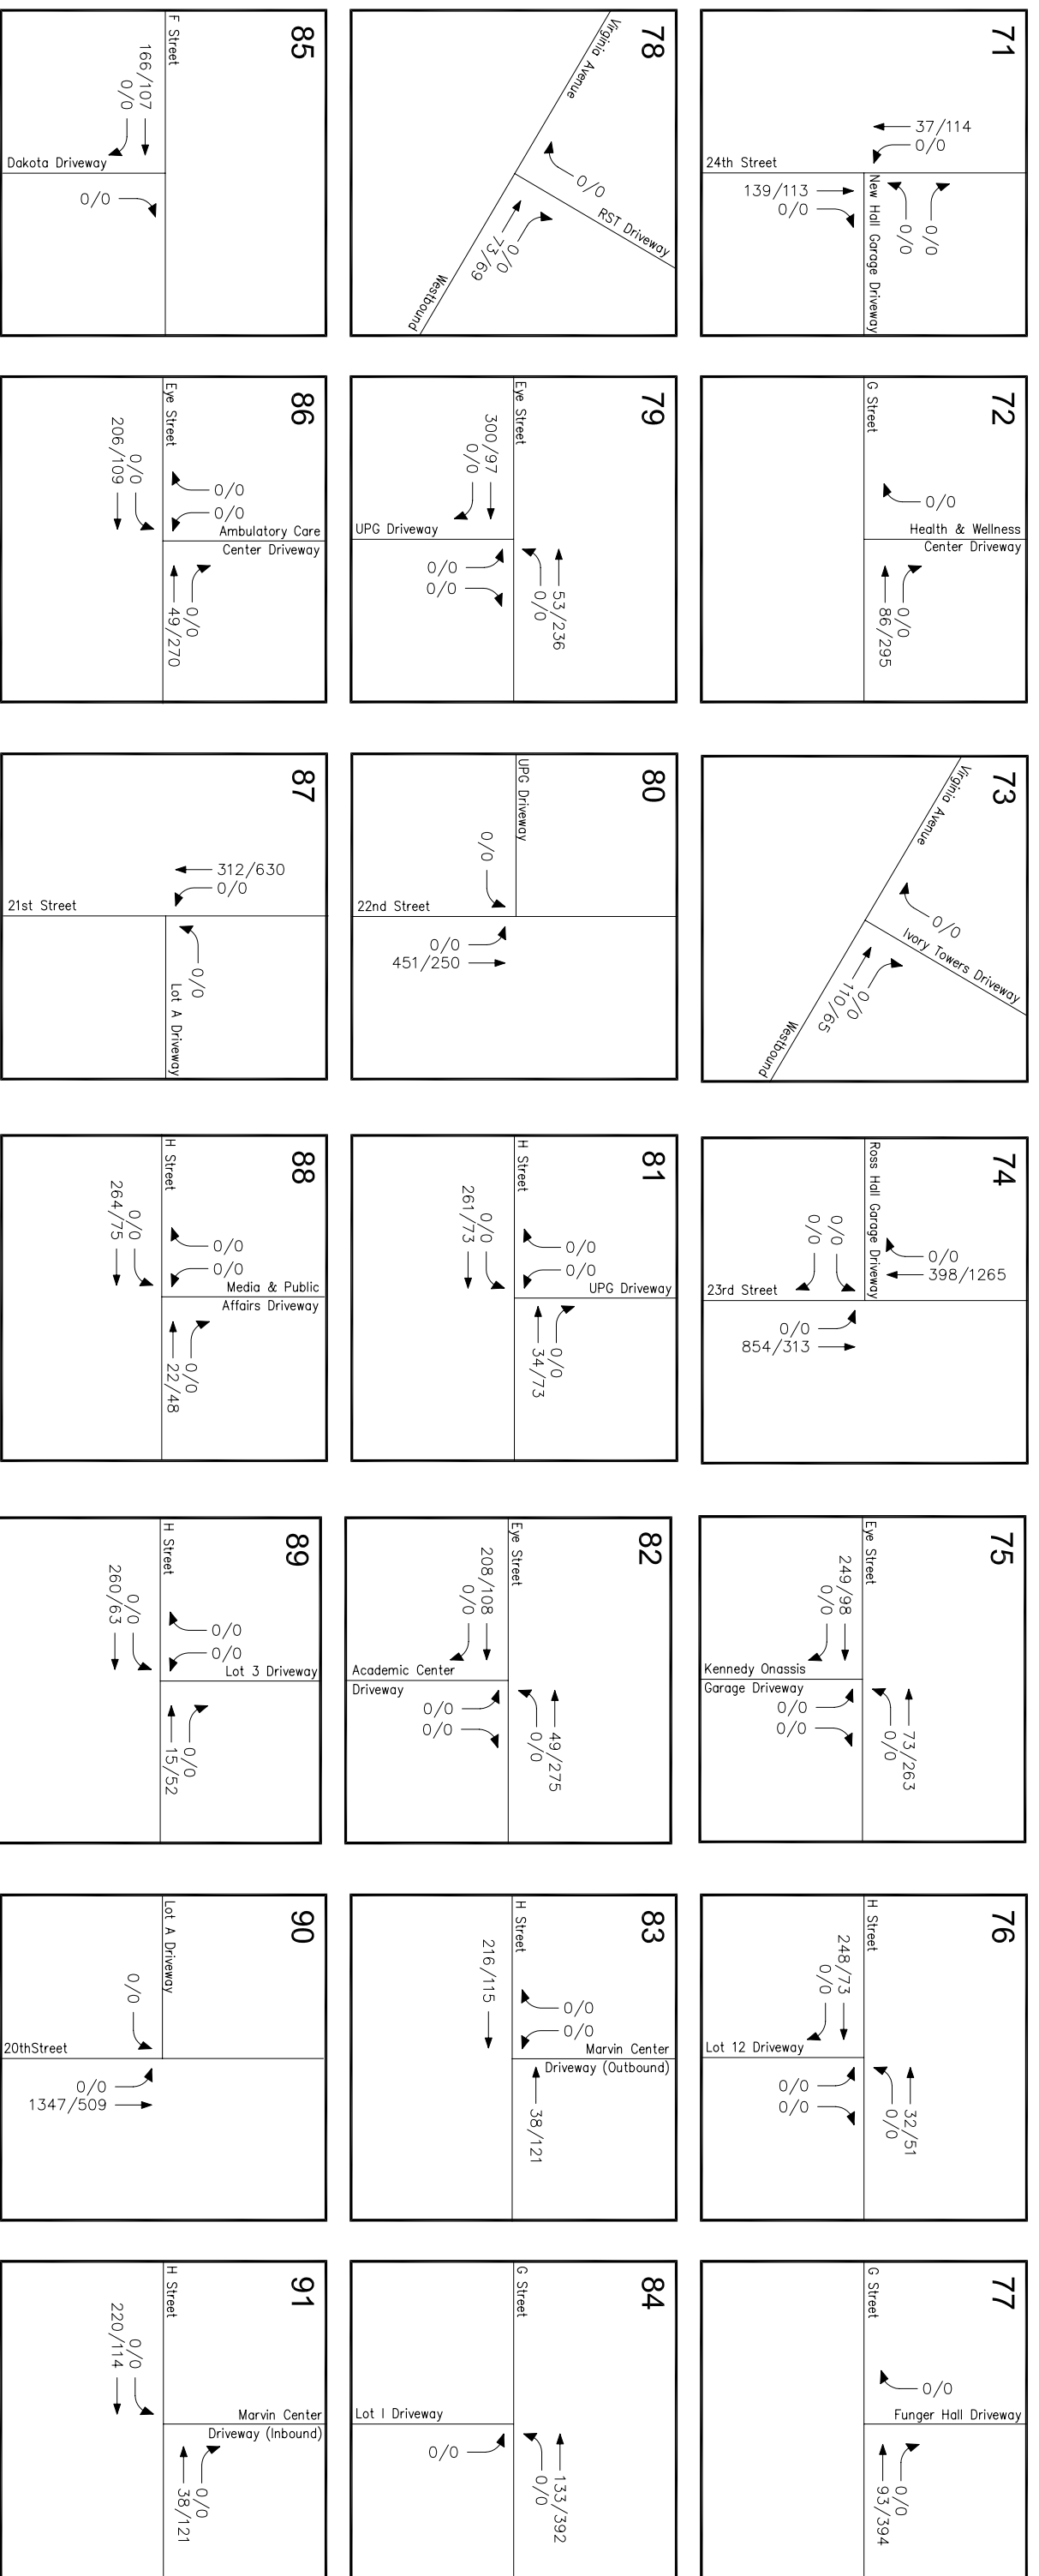 71
37/114
0/0
24th Street
139/113
0/0
New Hall Garage Driveway
0/0
0/0
72
G Street
0/0
Health & Wellness
Center Driveway
0/0
86/295
73
Virginia Avenue
0/0
Ivory Towers Driveway
0/0
110/65
Westbound
74
Ross Hall Garage Driveway
0/0
398/1265
0/0
0/0
23rd Street
0/0
854/313
75
Eye Street
249/98
0/0
Kennedy Onassis
Garage Driveway
0/0
0/0
73/263
0/0
76
H Street
248/73
0/0
Lot 12 Driveway
0/0
0/0
32/51
0/0
77
G Street
0/0
Funger Hall Driveway
0/0
93/394
78
Virginia Avenue
0/0
RST Driveway
0/0
73/69
Westbound
79
Eye Street
300/97
0/0
UPG Driveway
0/0
0/0
53/236
0/0
80
UPG Driveway
0/0
22nd Street
0/0
451/250
81
H Street
261/73
0/0
0/0
0/0
UPG Driveway
0/0
34/73
82
Eye Street
208/108
0/0
Academic Center
Driveway
0/0
0/0
49/275
0/0
83
H Street
216/115
0/0
0/0
Marvin Center
Driveway (Outbound)
38/121
84
G Street
Lot I Driveway
0/0
133/392
0/0
85
F Street
166/107
0/0
Dakota Driveway
0/0
86
Eye Street
0/0
206/109
0/0
0/0
Ambulatory Care
Center Driveway
0/0
49/270
87
312/630
0/0
21st Street
0/0
Lot A Driveway
88
H Street
0/0
264/75
0/0
0/0
Media & Public
Affairs Driveway
0/0
22/48
89
H Street
0/0
260/63
0/0
0/0
Lot 3 Driveway
0/0
15/52
90
Lot A Driveway
0/0
20thStreet
0/0
1347/509
91
H Street
0/0
220/114
Marvin Center
Driveway (Inbound)
0/0
38/121